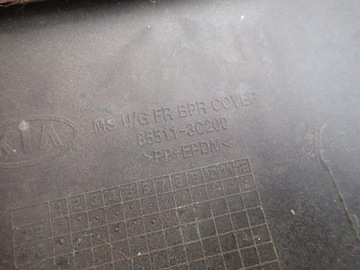 KIA
MS U/G FR BPR COVER
86511-3C200
>PP+EPDM<
1 2 3 4 5 6 7 8 9 10 11 12